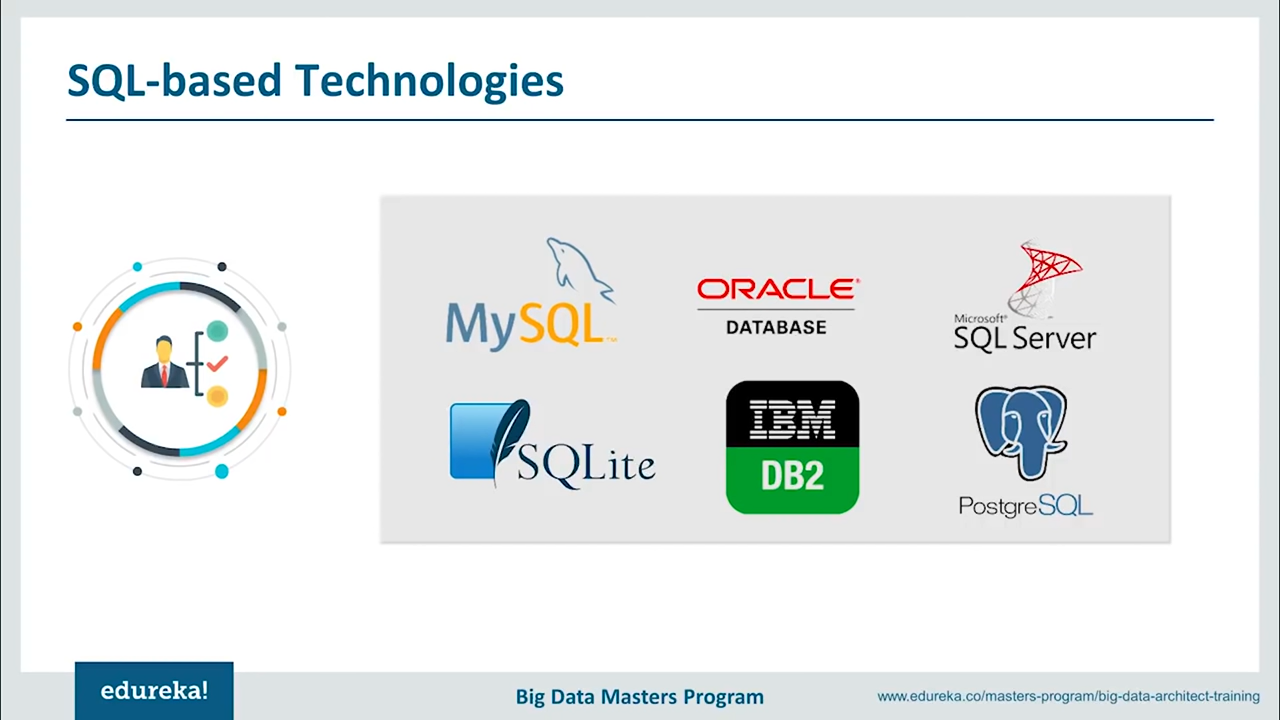 SQL-based Technologies
MySQL™
ORACLE®
DATABASE
Microsoft®
SQL Server
SQLite
IBM
DB2
PostgreSQL
edureka!
Big Data Masters Program
www.edureka.co/masters-program/big-data-architect-training